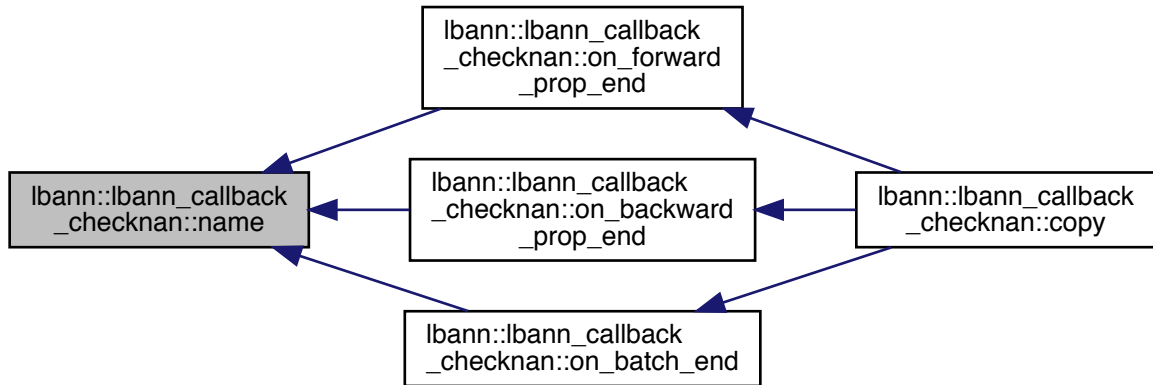 lbann::lbann_callback
_checknan::on_forward
_prop_end
lbann::lbann_callback
_checknan::name
lbann::lbann_callback
_checknan::on_backward
_prop_end
lbann::lbann_callback
_checknan::copy
lbann::lbann_callback
_checknan::on_batch_end